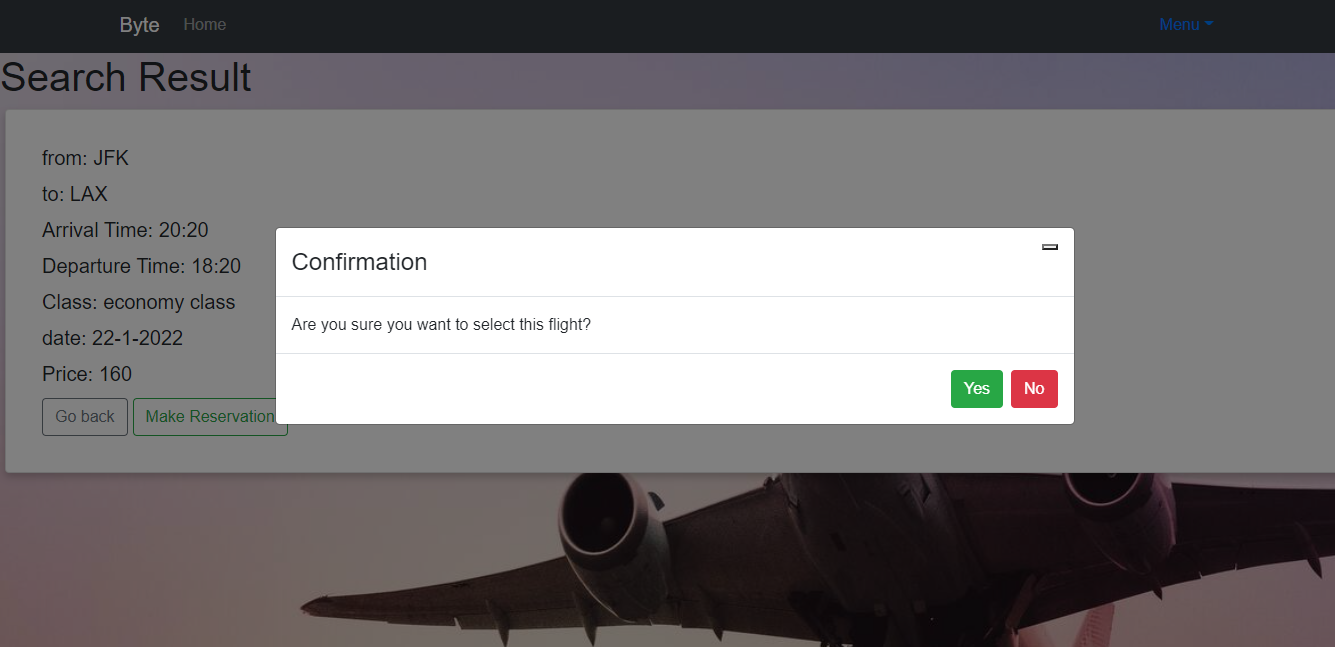 Byte Home Menu
Search Result
from: JFK
to: LAX
Arrival Time: 20:20
Departure Time: 18:20
Class: economy class
date: 22-1-2022
Price: 160
Go back Make Reservation
Confirmation
Are you sure you want to select this flight?
Yes No